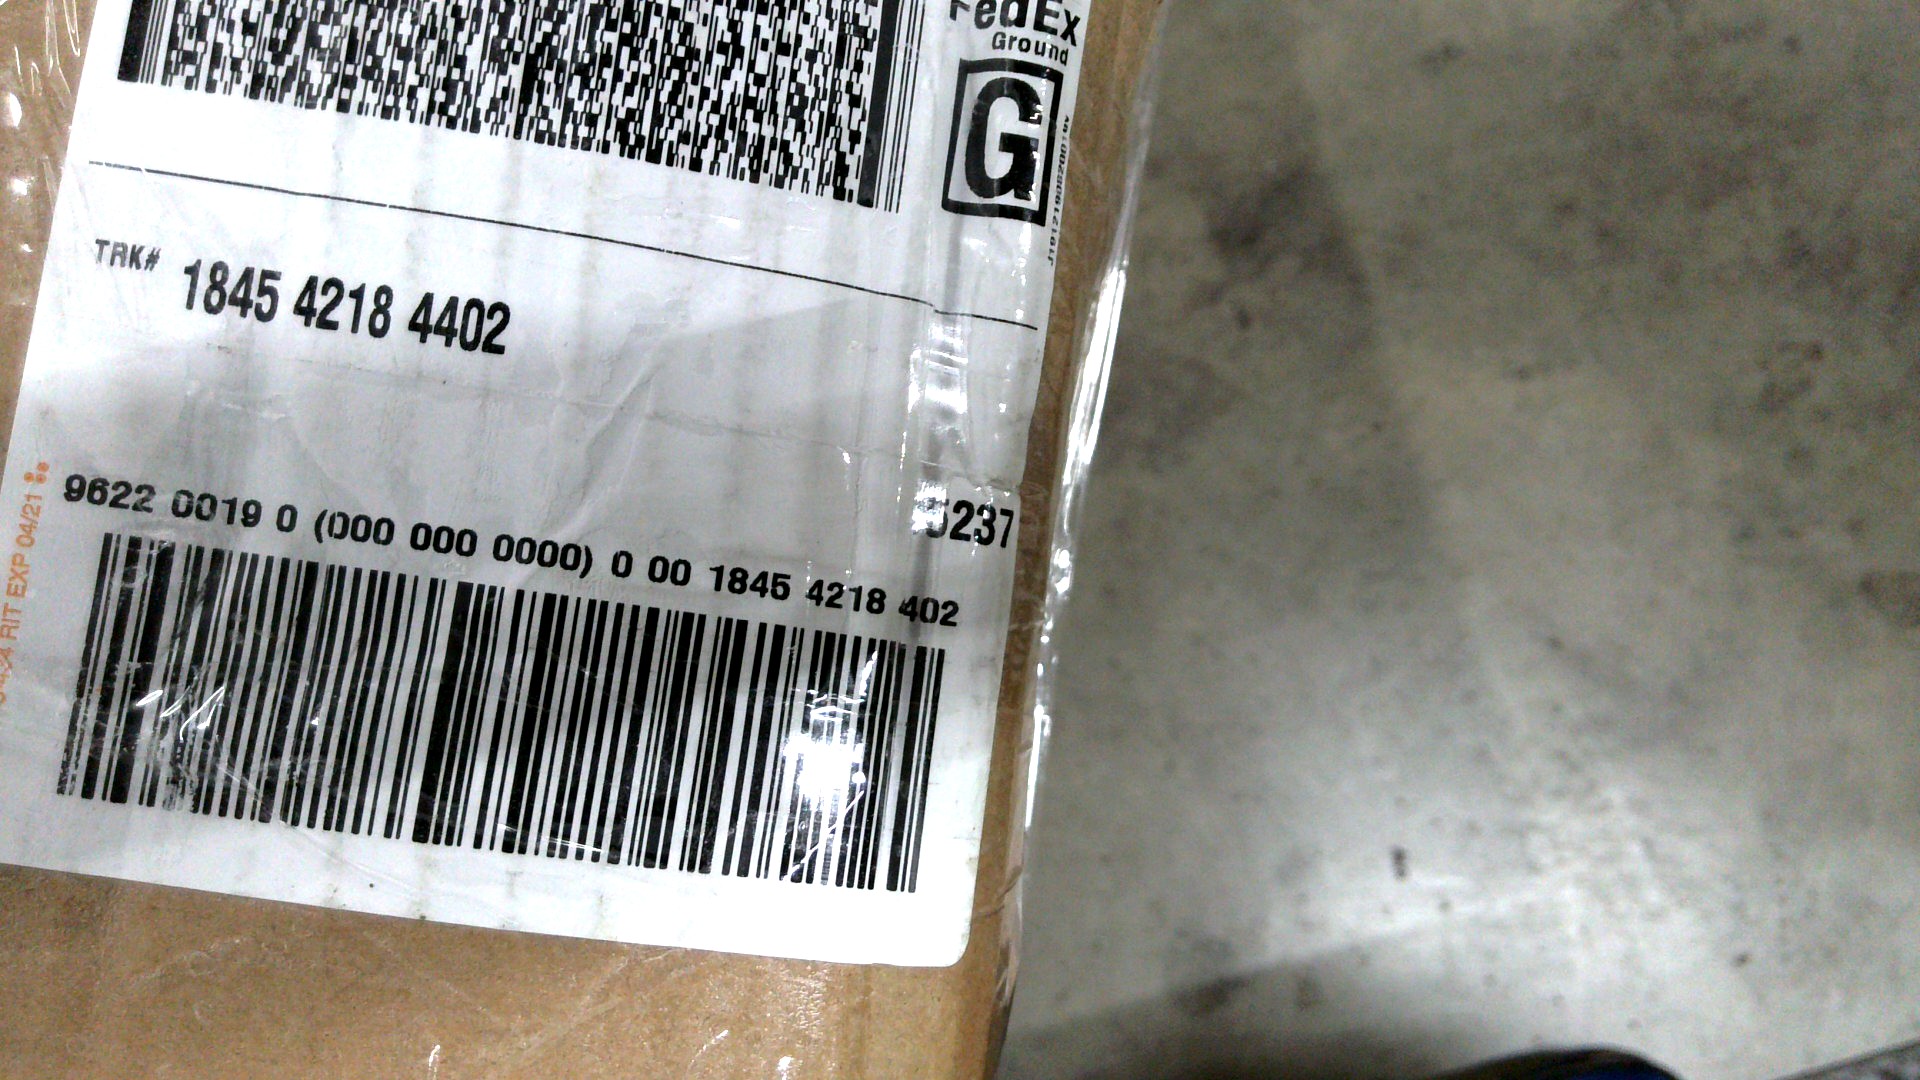 FedEx
Ground
G
TRK# 1845 4218 4402
5237
9622 0019 0 (000 000 0000) 0 00 1845 4218 402
RIT EXP 04/21